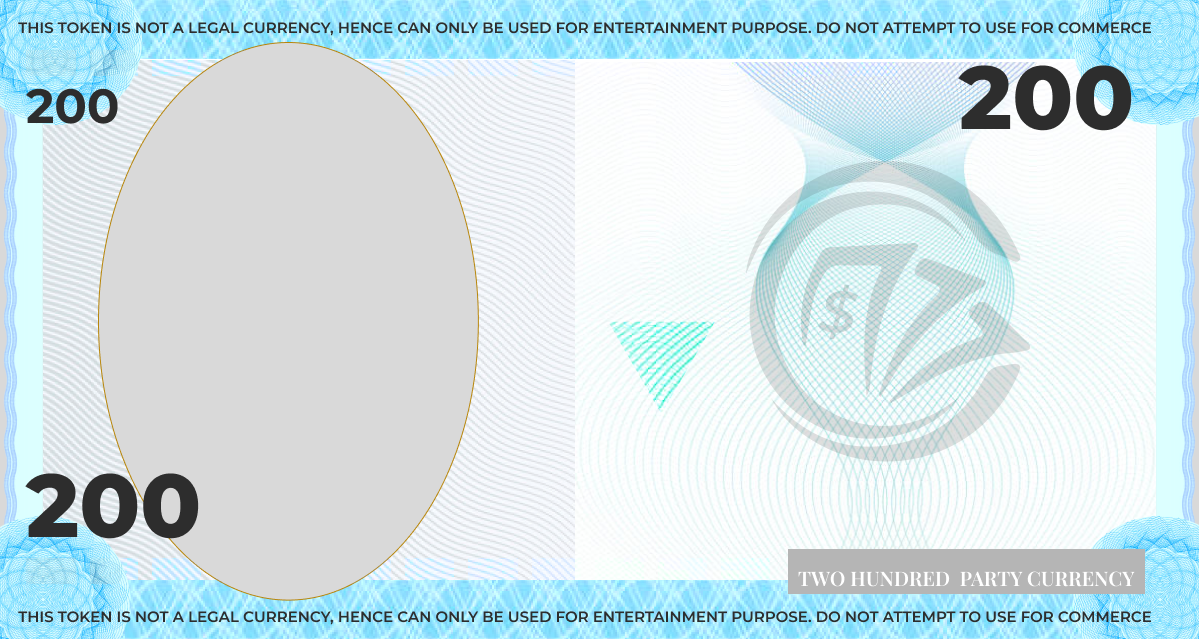 THIS TOKEN IS NOT A LEGAL CURRENCY, HENCE CAN ONLY BE USED FOR ENTERTAINMENT PURPOSE. DO NOT ATTEMPT TO USE FOR COMMERCE
200
200
$
200
TWO HUNDRED PARTY CURRENCY
THIS TOKEN IS NOT A LEGAL CURRENCY, HENCE CAN ONLY BE USED FOR ENTERTAINMENT PURPOSE. DO NOT ATTEMPT TO USE FOR COMMERCE